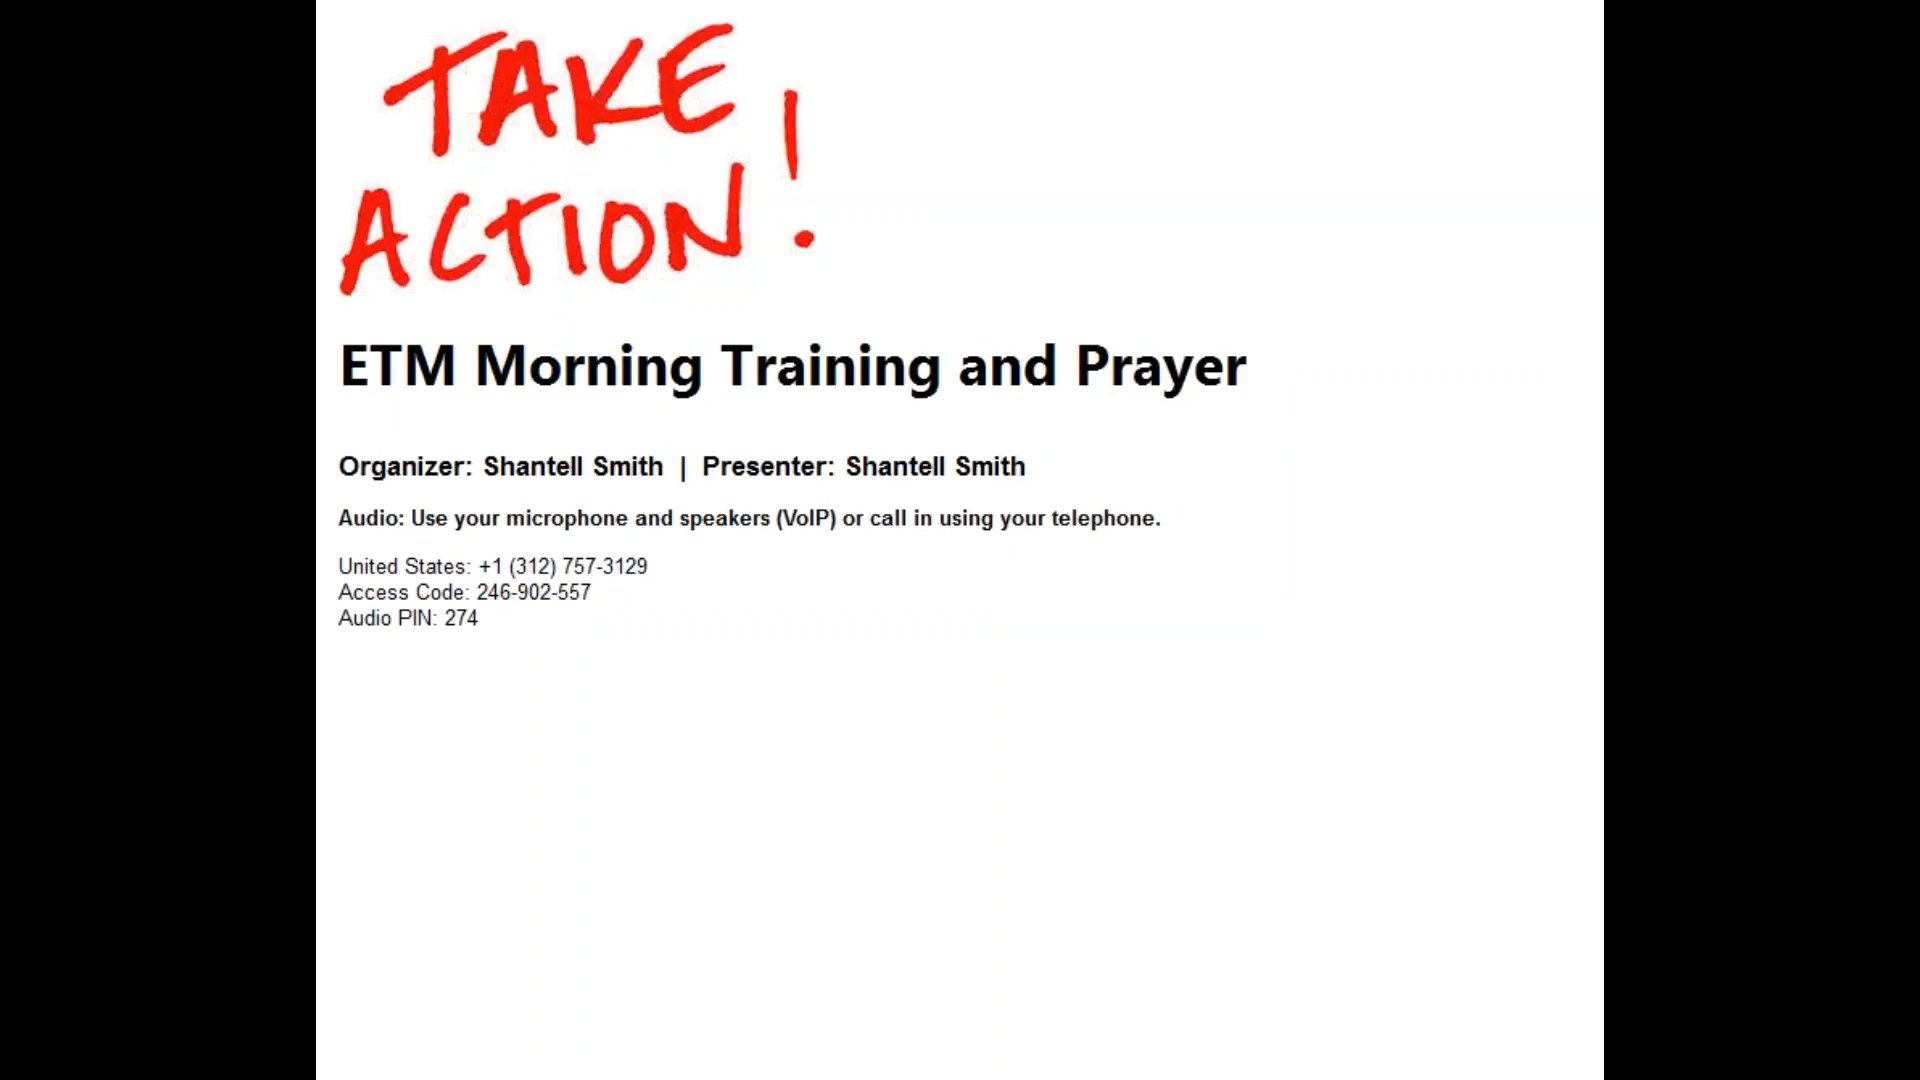 TAKE
ACTION!
ETM Morning Training and Prayer
Organizer: Shantell Smith | Presenter: Shantell Smith
Audio: Use your microphone and speakers (VoIP) or call in using your telephone.
United States: +1 (312) 757-3129
Access Code: 246-902-557
Audio PIN: 274